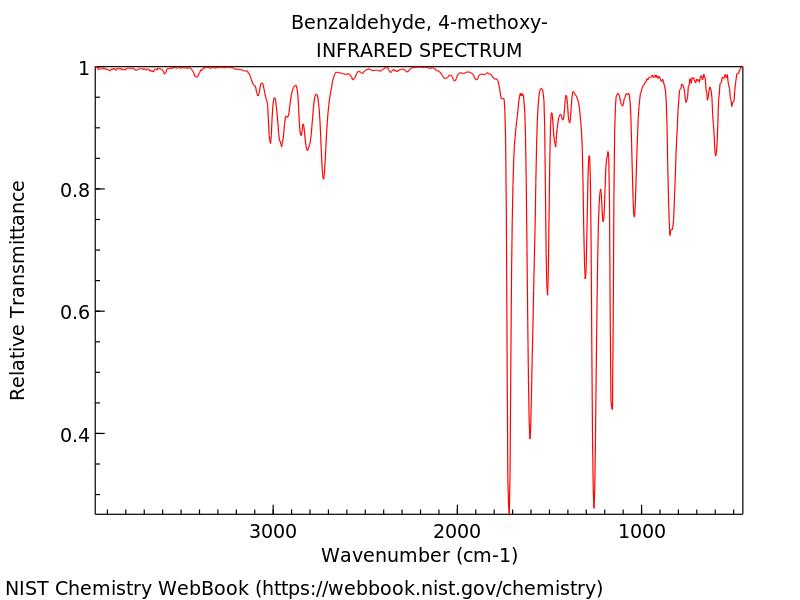 Benzaldehyde, 4-methoxy-
INFRARED SPECTRUM
1
0.8
0.6
0.4
Relative Transmittance
3000 2000 1000
Wavenumber (cm-1)
NIST Chemistry WebBook (https://webbook.nist.gov/chemistry)